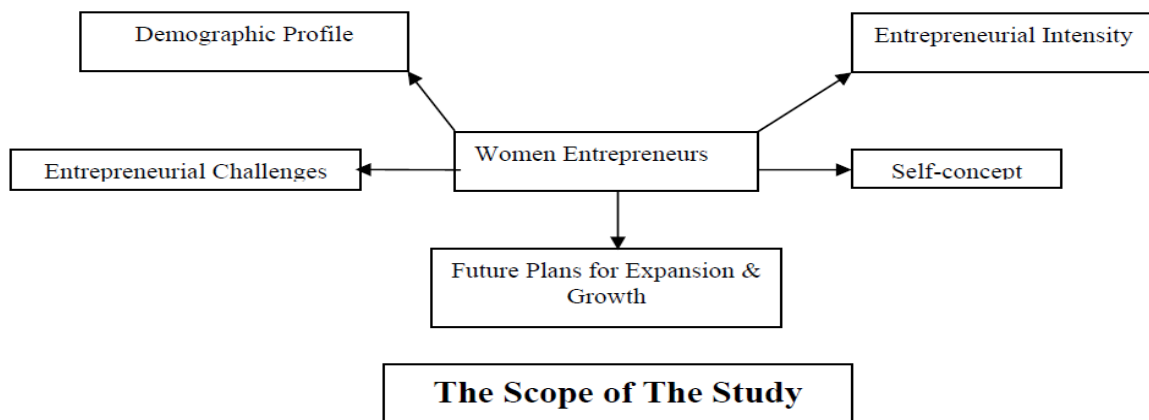 Demographic Profile
Entrepreneurial Intensity
Women Entrepreneurs
Entrepreneurial Challenges
Self-concept
Future Plans for Expansion &
Growth
The Scope of The Study